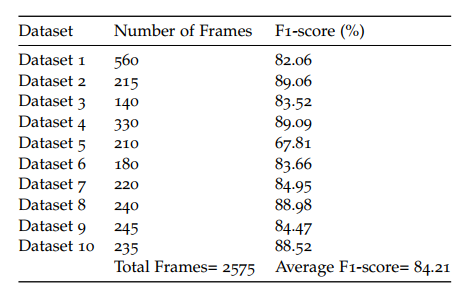 Dataset Number of Frames F1-score (%)
Dataset 1 560 82.06
Dataset 2 215 89.06
Dataset 3 140 83.52
Dataset 4 330 89.09
Dataset 5 210 67.81
Dataset 6 180 83.66
Dataset 7 220 84.95
Dataset 8 240 88.98
Dataset 9 245 84.47
Dataset 10 235 88.52
Total Frames= 2575 Average F1-score= 84.21